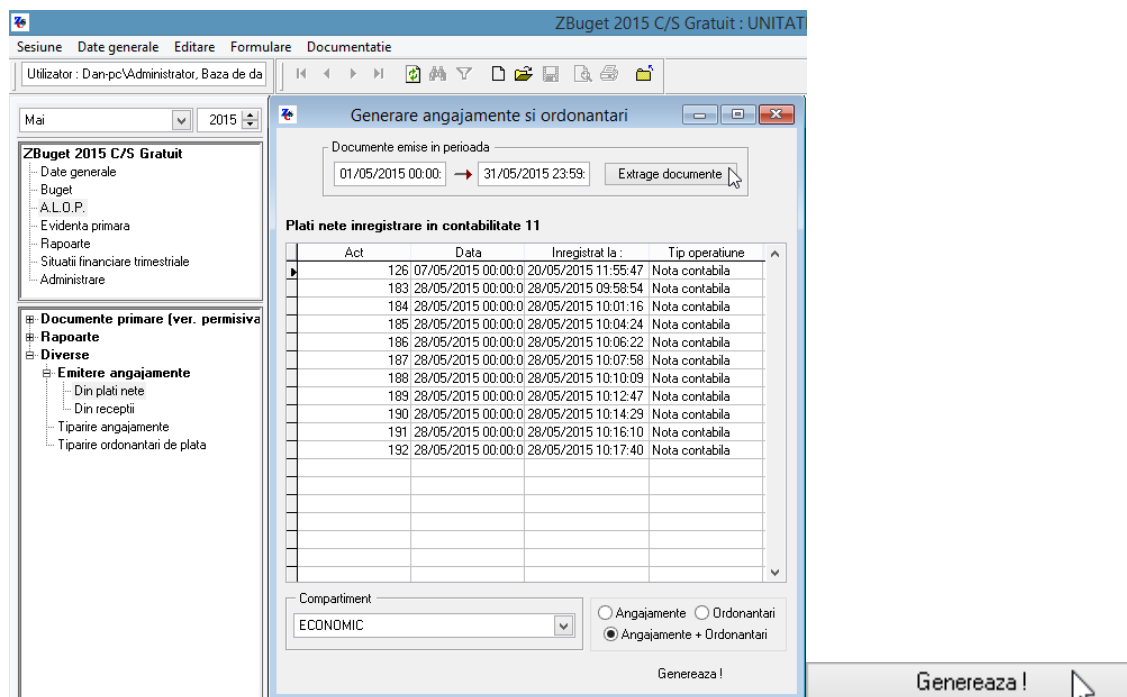 ZBuget 2015 C/S Gratuit : UNITATI
Sesiune Date generale Editare Formulare Documentatie
Utilizator : Dan-pc\Administrator, Baza de da
Mai 2015
ZBuget 2015 C/S Gratuit
Date generale
Buget
A.L.O.P.
Evidenta primara
Rapoarte
Situatii financiare trimestriale
Administrare
Documente primare (ver. permisiva
Rapoarte
Diverse
Emitere angajamente
Din plati nete
Din receptii
Tiparire angajamente
Tiparire ordonantari de plata
Generare angajamente si ordonantari
Documente emise in perioada
01/05/2015 00:00: 31/05/2015 23:59: Extrage documente
Plati nete inregistrare in contabilitate 11
Act Data Inregistrat la : Tip operatiune
126 07/05/2015 00:00:0 20/05/2015 11:55:47 Nota contabila
183 28/05/2015 00:00:0 28/05/2015 09:58:54 Nota contabila
184 28/05/2015 00:00:0 28/05/2015 10:01:16 Nota contabila
185 28/05/2015 00:00:0 28/05/2015 10:04:24 Nota contabila
186 28/05/2015 00:00:0 28/05/2015 10:06:22 Nota contabila
187 28/05/2015 00:00:0 28/05/2015 10:07:58 Nota contabila
188 28/05/2015 00:00:0 28/05/2015 10:10:09 Nota contabila
189 28/05/2015 00:00:0 28/05/2015 10:12:47 Nota contabila
190 28/05/2015 00:00:0 28/05/2015 10:14:29 Nota contabila
191 28/05/2015 00:00:0 28/05/2015 10:16:10 Nota contabila
192 28/05/2015 00:00:0 28/05/2015 10:17:40 Nota contabila
Compartiment
ECONOMIC
Angajamente Ordonantari
Angajamente + Ordonantari
Genereaza !
Genereaza !